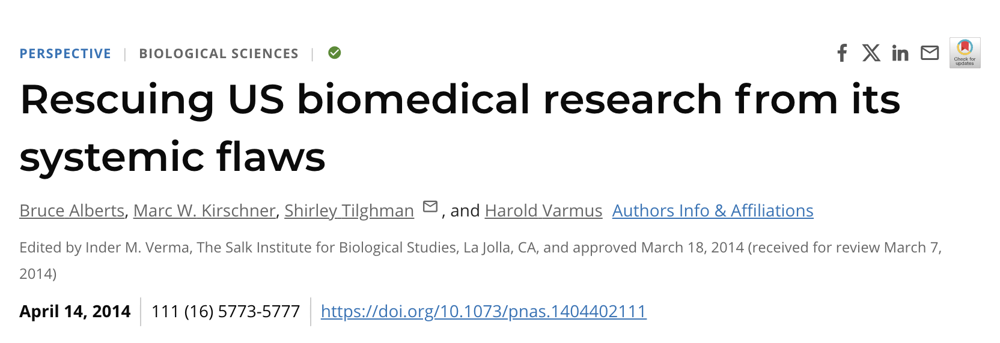 PERSPECTIVE | BIOLOGICAL SCIENCES |
Check for
updates
Rescuing US biomedical research from its
systemic flaws
Bruce Alberts, Marc W. Kirschner, Shirley Tilghman , and Harold Varmus Authors Info & Affiliations
Edited by Inder M. Verma, The Salk Institute for Biological Studies, La Jolla, CA, and approved March 18, 2014 (received for review March 7,
2014)
April 14, 2014 | 111 (16) 5773-5777 | https://doi.org/10.1073/pnas.1404402111